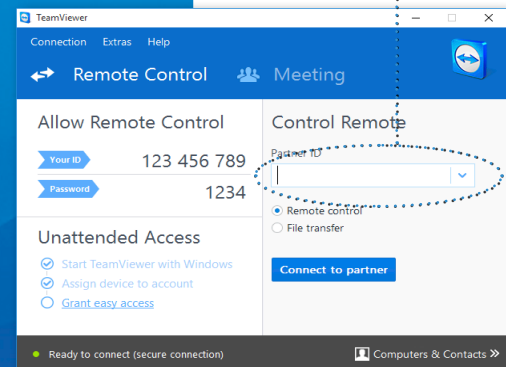 TeamViewer
Connection Extras Help
Remote Control Meeting
Allow Remote Control
Your ID 123 456 789
Password 1234
Unattended Access
Start TeamViewer with Windows
Assign device to account
Grant easy access
Control Remote
Partner ID
Remote control
File transfer
Connect to partner
Ready to connect (secure connection)
Computers & Contacts